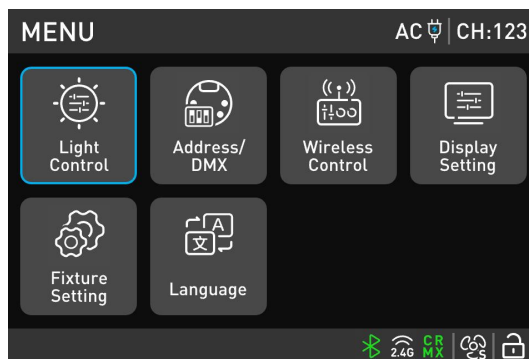 MENU
AC CH:123
Light
Control
Address/
DMX
Wireless
Control
Display
Setting
Fixture
Setting
A
文
Language
2.4G
CR
MX
S